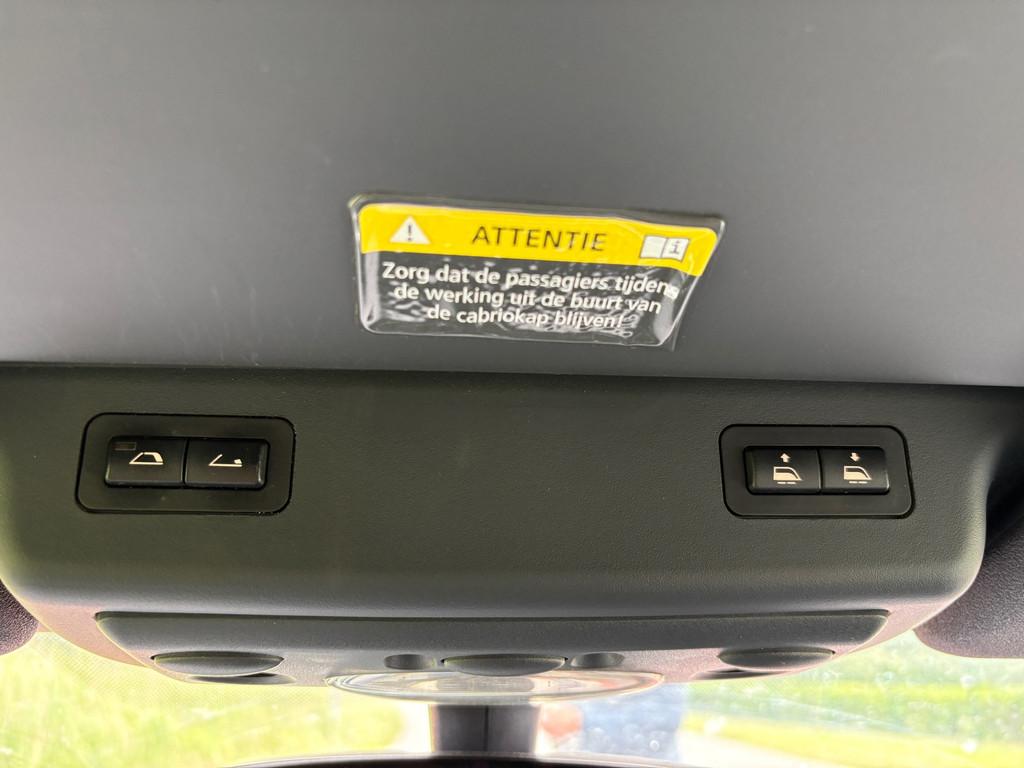 ATTENTIE
Zorg dat de passagiers tijdens
de werking uit de buurt van
de cabriokap blijven!